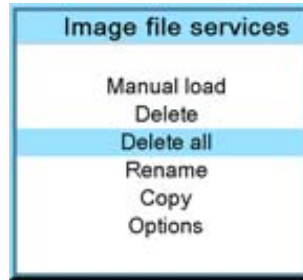 Image file services
Manual load
Delete
Delete all
Rename
Copy
Options